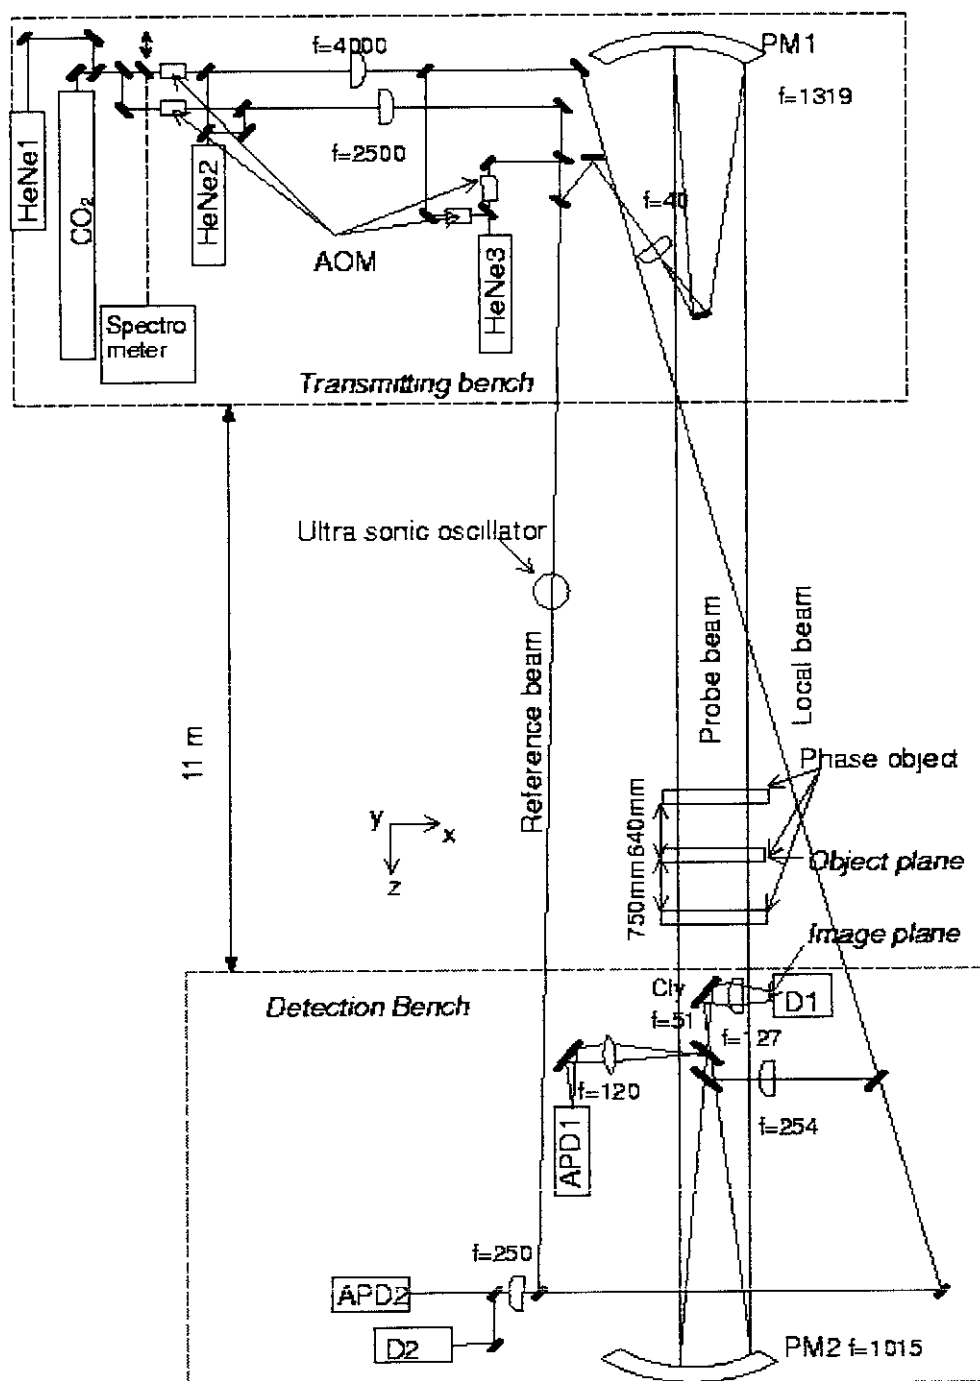 f=4000
PM1
f=1319
HeNe1
CO2
HeNe2
f=2500
f=40
AOM
HeNe3
Spectro
meter
Transmitting bench
Ultra sonic oscillator
Reference beam
Probe beam
Local beam
11 m
Phase object
y
x
z
640mm
750mm
Object plane
Image plane
Detection Bench
D1
f=51
f=127
f=120
f=254
APD1
f=250
APD2
D2
PM2 f=1015